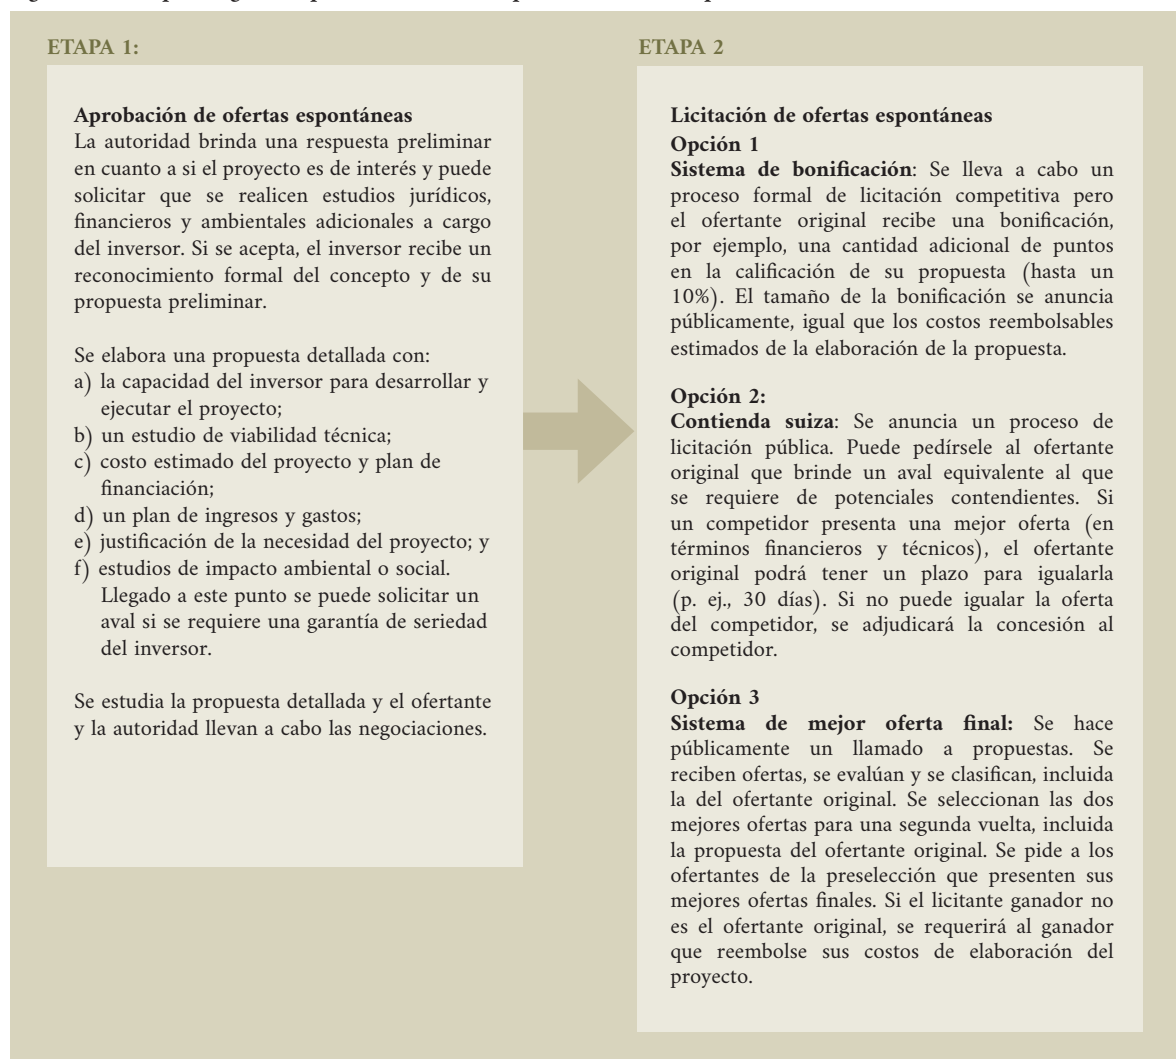 ETAPA 1:
Aprobación de ofertas espontáneas
La autoridad brinda una respuesta preliminar
en cuanto a si el proyecto es de interés y puede
solicitar que se realicen estudios jurídicos,
financieros y ambientales adicionales a cargo
del inversor. Si se acepta, el inversor recibe un
reconocimiento formal del concepto y de su
propuesta preliminar.
Se elabora una propuesta detallada con:
a) la capacidad del inversor para desarrollar y
ejecutar el proyecto;
b) un estudio de viabilidad técnica;
c) costo estimado del proyecto y plan de
financiación;
d) un plan de ingresos y gastos;
e) justificación de la necesidad del proyecto; y
f) estudios de impacto ambiental o social.
Llegado a este punto se puede solicitar un
aval si se requiere una garantía de seriedad
del inversor.
Se estudia la propuesta detallada y el ofertante
y la autoridad llevan a cabo las negociaciones.
ETAPA 2
Licitación de ofertas espontáneas
Opción 1
Sistema de bonificación: Se lleva a cabo un
proceso formal de licitación competitiva pero
el ofertante original recibe una bonificación,
por ejemplo, una cantidad adicional de puntos
en la calificación de su propuesta (hasta un
10%). El tamaño de la bonificación se anuncia
públicamente, igual que los costos reembolsables
estimados de la elaboración de la propuesta.
Opción 2:
Contienda suiza: Se anuncia un proceso de
licitación pública. Puede pedírsele al ofertante
original que brinde un aval equivalente al que
se requiere de potenciales contendientes. Si
un competidor presenta una mejor oferta (en
términos financieros y técnicos), el ofertante
original podrá tener un plazo para igualarla
(p. ej., 30 días). Si no puede igualar la oferta
del competidor, se adjudicará la concesión al
competidor.
Opción 3
Sistema de mejor oferta final: Se hace
públicamente un llamado a propuestas. Se
reciben ofertas, se evalúan y se clasifican, incluida
la del ofertante original. Se seleccionan las dos
mejores ofertas para una segunda vuelta, incluida
la propuesta del ofertante original. Se pide a los
ofertantes de la preselección que presenten sus
mejores ofertas finales. Si el licitante ganador no
es el ofertante original, se requerirá al ganador
que reembolse sus costos de elaboración del
proyecto.